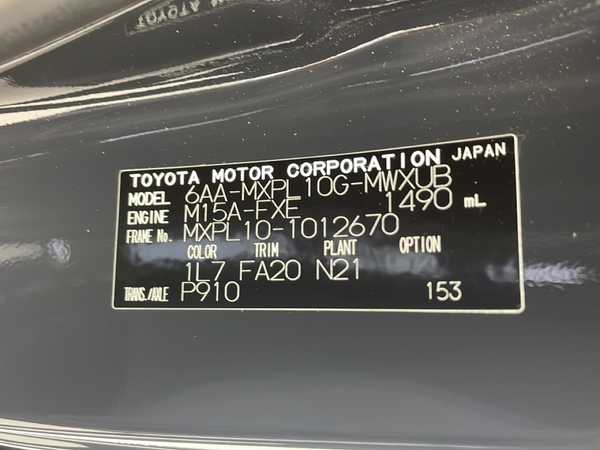 TOYOTA MOTOR CORPORATION JAPAN
MODEL 6AA-MXPL10G-MWXUB
ENGINE M15A-FXE 1490 mL
FRAME No. MXPL10-1012670
COLOR TRIM PLANT OPTION
1L7 FA20 N21
TRANS./AXLE P910 153